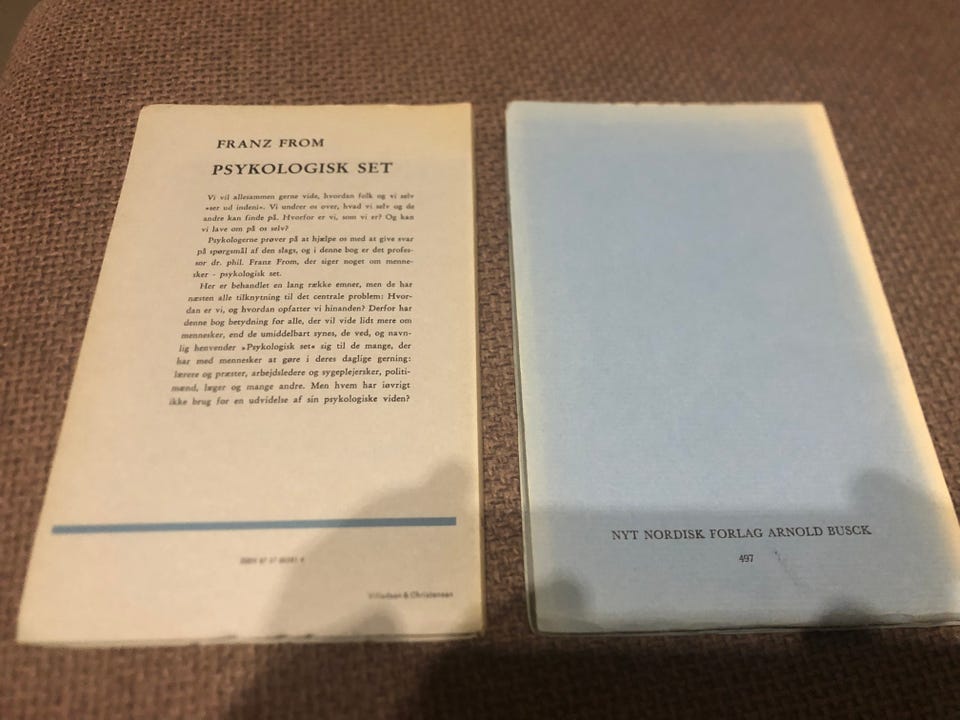 FRANZ FROM
PSYKOLOGISK SET
Vi vil allesammen gerne vide, hvordan folk og vi selv
»ser ud indeni«. Vi undrer os over, hvad vi selv og de
andre kan finde på. Hvorfor er vi, som vi er? Og kan
vi lave om på os selv?
Psykologerne prøver på at hjælpe os med at give svar
på spørgsmål af den slags, og i denne bog er det profes-
sor dr. phil. Franz From, der siger noget om menne-
sker - psykologisk set.
Her er behandlet en lang række emner, men de har
næsten alle tilknytning til det centrale problem: Hvor-
dan er vi, og hvordan opfatter vi hinanden? Derfor har
denne bog betydning for alle, der vil vide lidt mere om
mennesker, end de umiddelbart synes, de ved, og navn-
lig henvender »Psykologisk set« sig til de mange, der
har med mennesker at gøre i deres daglige gerning:
lærere og præster, arbejdsledere og sygeplejersker, politi-
mænd, læger og mange andre. Men hvem har iøvrigt
ikke brug for en udvidelse af sin psykologiske viden?
ISBN 87 17
Villadsen & Christensen
NYT NORDISK FORLAG ARNOLD BUSCK
497